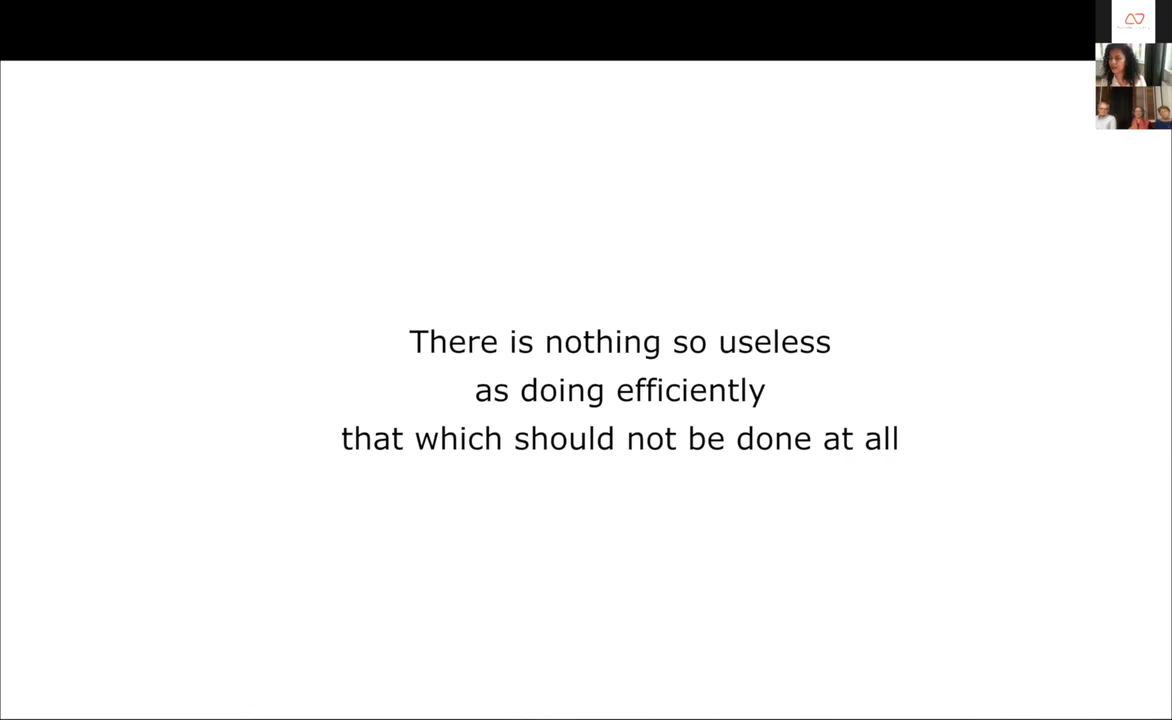 There is nothing so useless
as doing efficiently
that which should not be done at all